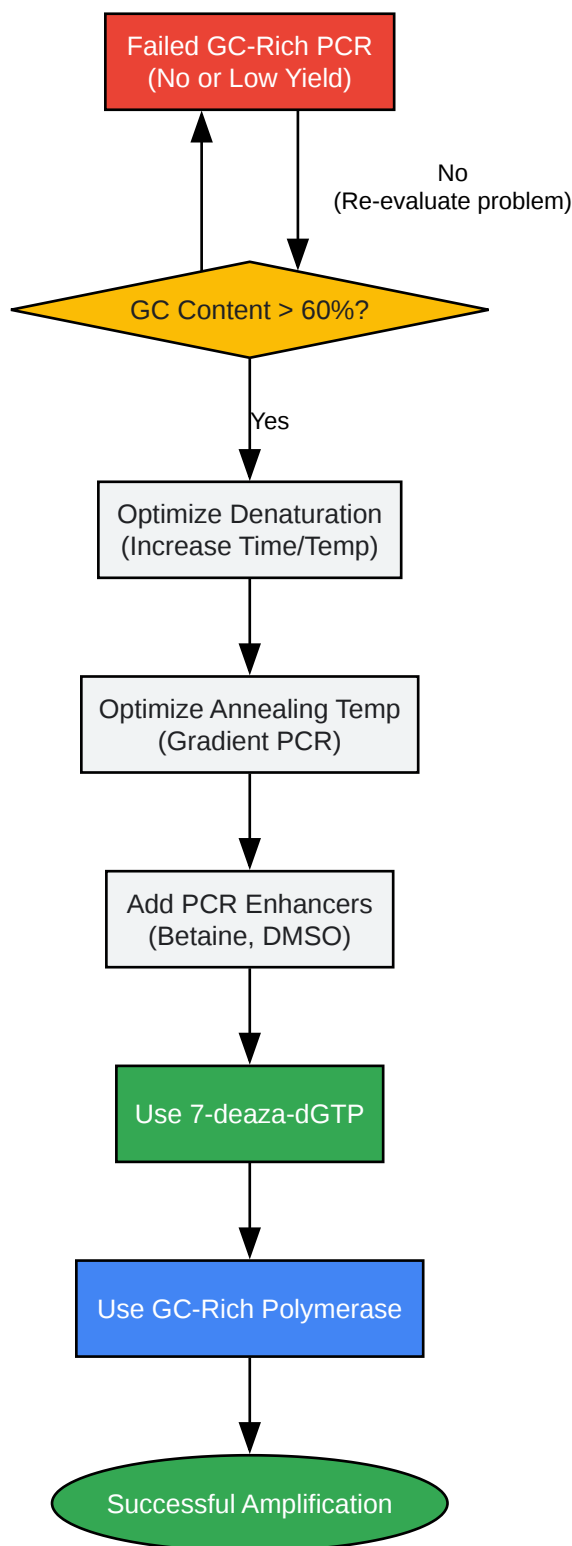 Failed GC-Rich PCR
(No or Low Yield)
No
(Re-evaluate problem)
GC Content > 60%?
Yes
Optimize Denaturation
(Increase Time/Temp)
Optimize Annealing Temp
(Gradient PCR)
Add PCR Enhancers
(Betaine, DMSO)
Use 7-deaza-dGTP
Use GC-Rich Polymerase
Successful Amplification